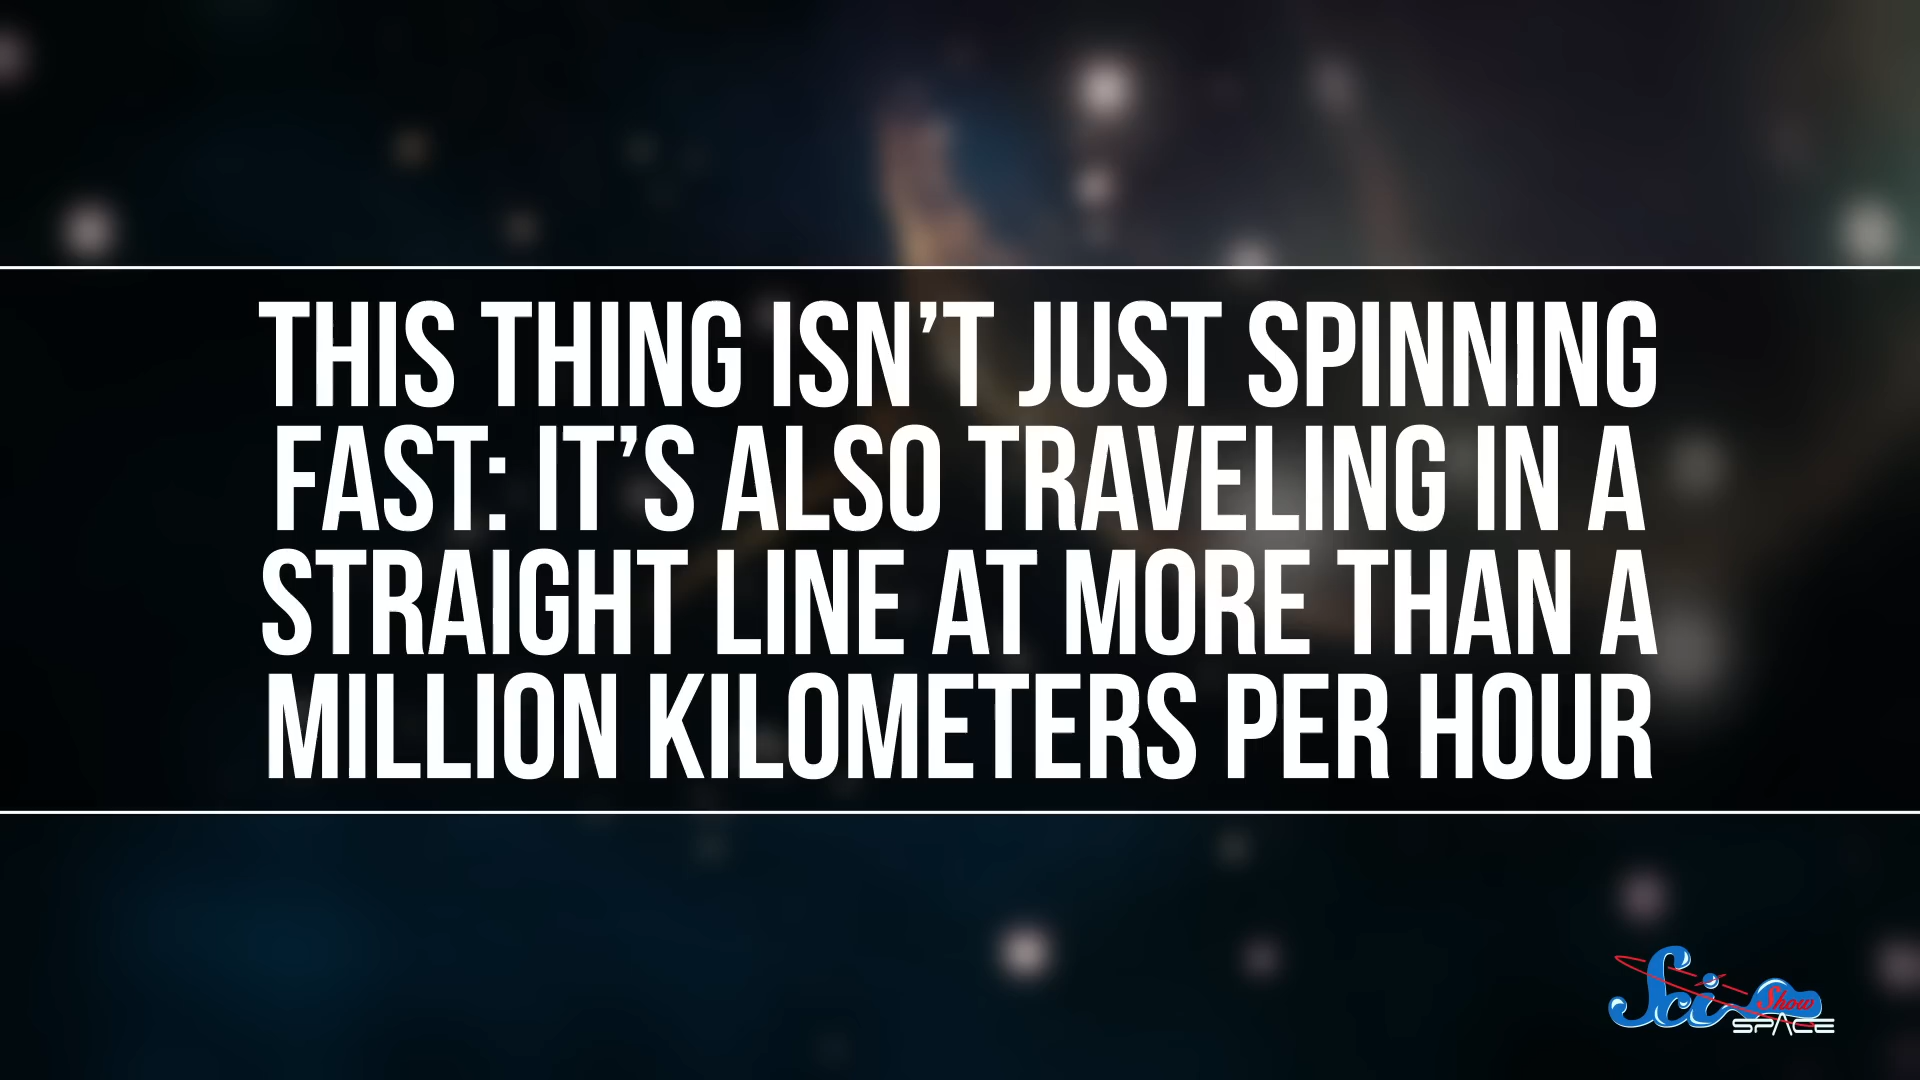 THIS THING ISN’T JUST SPINNING
FAST: IT’S ALSO TRAVELING IN A
STRAIGHT LINE AT MORE THAN A
MILLION KILOMETERS PER HOUR
Sci Show
SPACE